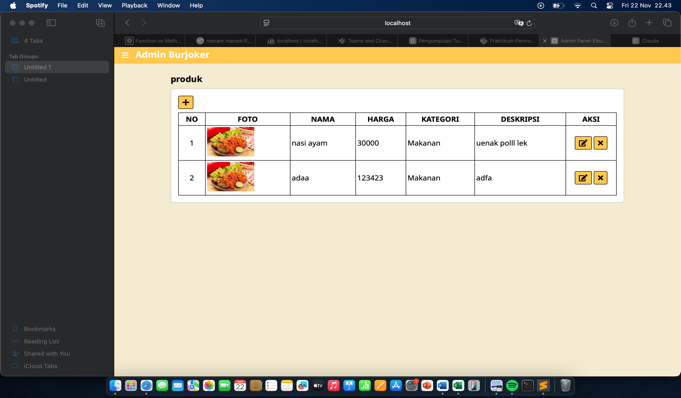 Spotify File Edit View Playback Window Help
Fri 22 Nov 22.43
localhost
4 Tabs
Tab Groups
Untitled 1
Untitled
Function vs Meth...
macam macam fl...
localhost / localh...
Teams and Chan...
Pengumpulan Tu...
Praktikum Pemro...
Admin Panel-Ebu...
Claude
Admin Burjoker
produk
+
NO FOTO NAMA HARGA KATEGORI DESKRIPSI AKSI
1 nasi ayam 30000 Makanan uenak polll lek
2 adaa 123423 Makanan adfa
Bookmarks
Reading List
Shared with You
iCloud Tabs